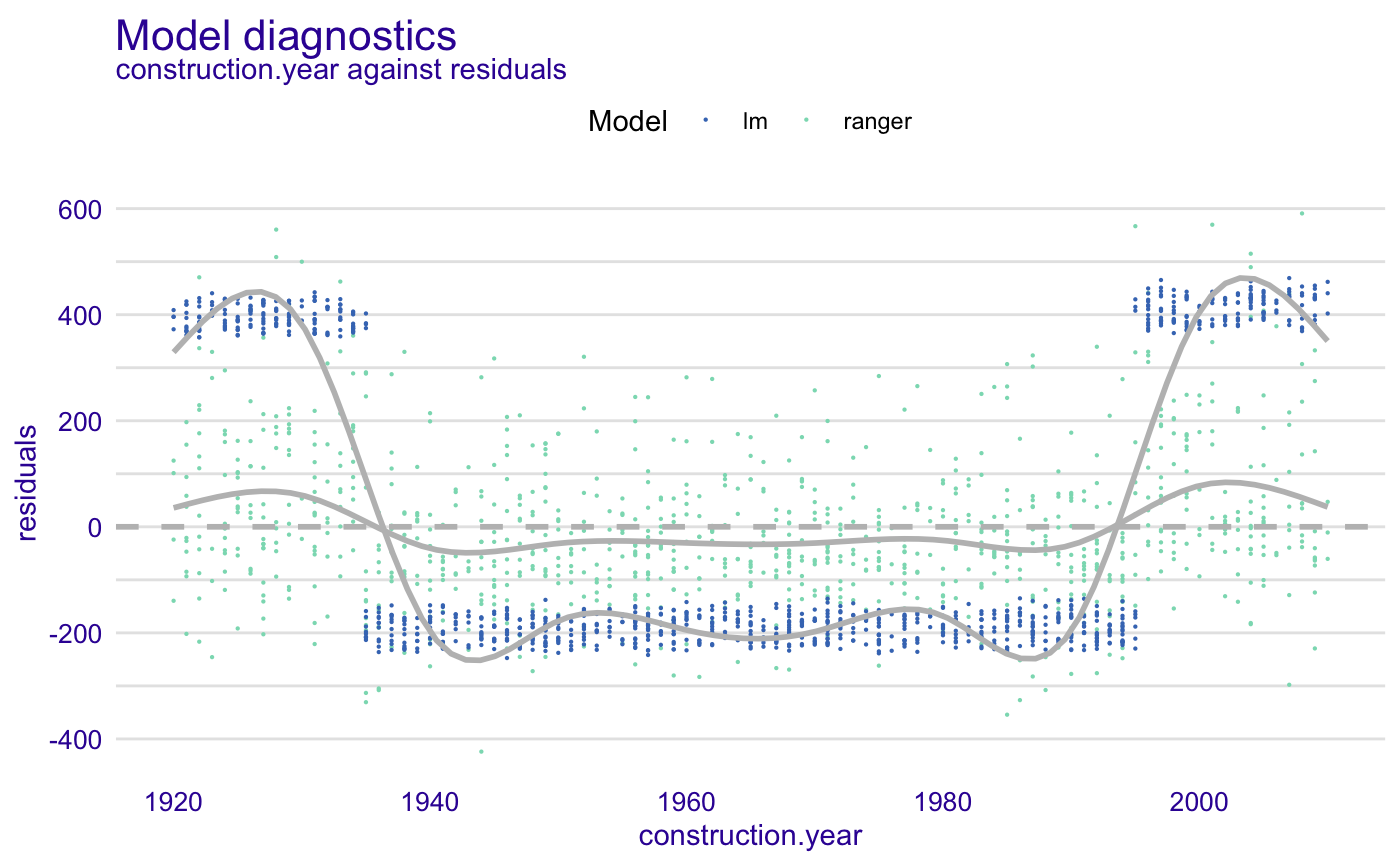 Model diagnostics
construction.year against residuals
Model lm ranger
600
400
200
0
-200
-400
residuals
1920 1940 1960 1980 2000
construction.year